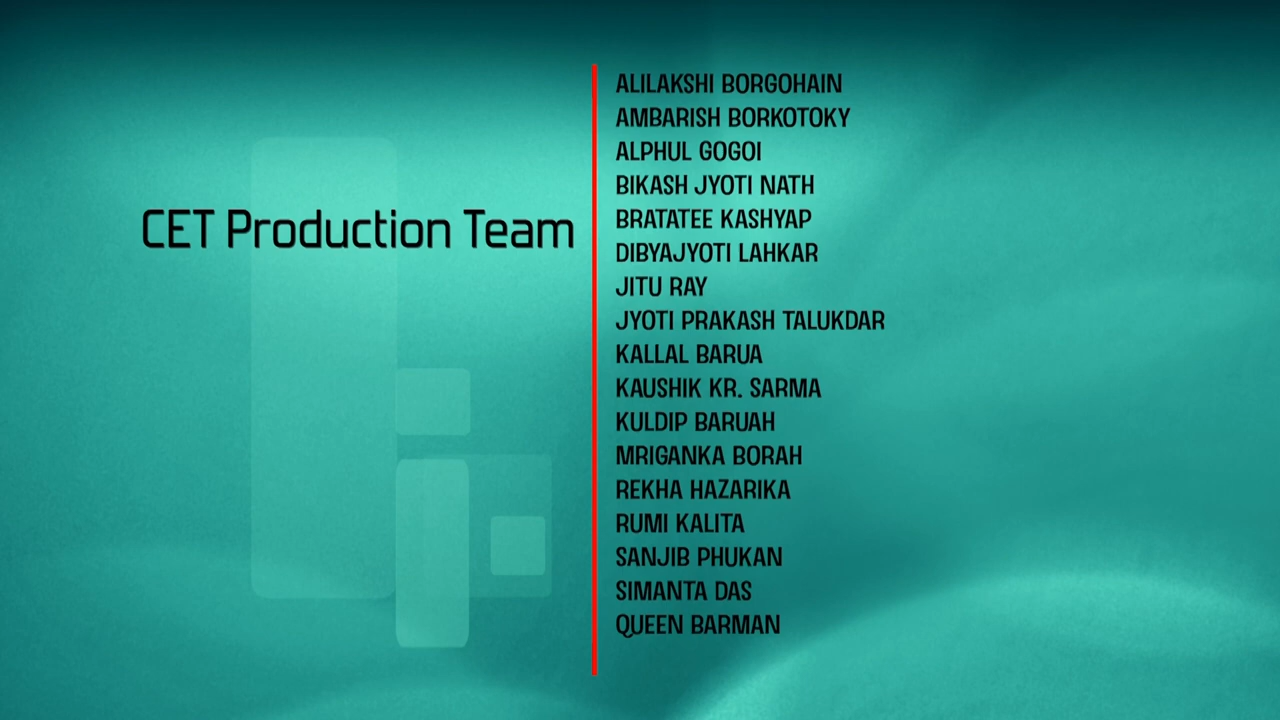 CET Production Team
ALILAKSHI BORGOHAIN
AMBARISH BORKOTOKY
ALPHUL GOGOI
BIKASH JYOTI NATH
BRATATEE KASHYAP
DIBYAJYOTI LAHKAR
JITU RAY
JYOTI PRAKASH TALUKDAR
KALLAL BARUA
KAUSHIK KR. SARMA
KULDIP BARUAH
MRIGANKA BORAH
REKHA HAZARIKA
RUMI KALITA
SANJIB PHUKAN
SIMANTA DAS
QUEEN BARMAN